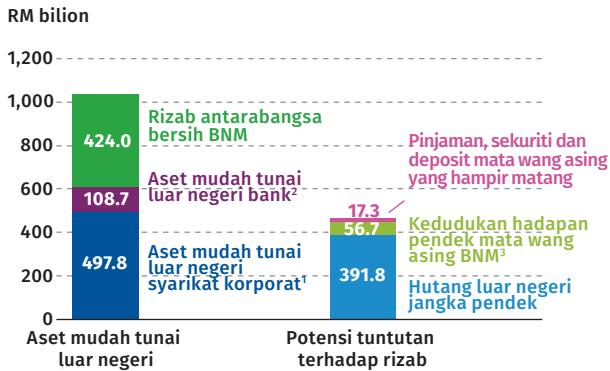 RM bilion
1,200
1,000
800
600
400
200
0
424.0
Rizab antarabangsa
bersih BNM
108.7
Aset mudah tunai
luar negeri bank²
497.8
Aset mudah tunai
luar negeri
syarikat korporat¹
Pinjaman, sekuriti dan
deposit mata wang asing
yang hampir matang
17.3
56.7
Kedudukan hadapan
pendek mata wang
asing BNM³
391.8
Hutang luar negeri
jangka pendek
Aset mudah tunai
luar negeri
Potensi tuntutan
terhadap rizab